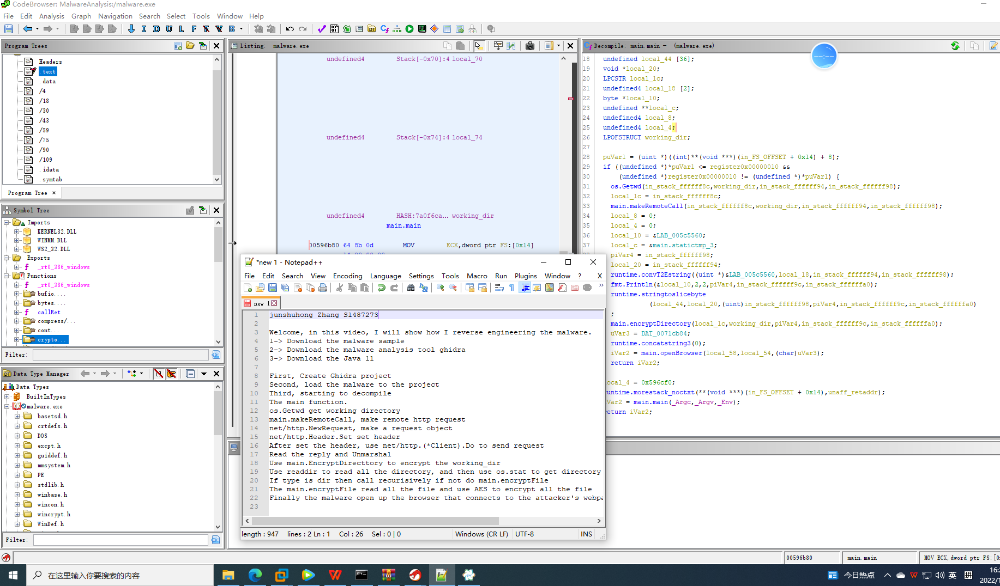 CodeBrowser: MalwareAnalysis:/malware.exe
File Edit Analysis Graph Navigation Search Select Tools Window Help
I D U L F R V B
Program Trees
Headers
.text
.data
/4
/18
/30
/43
/59
/75
/90
/109
.idata
.symtab
Program Tree ×
Symbol Tree
Imports
KERNEL32.DLL
WINMM.DLL
WS2_32.DLL
Exports
_rt0_386_windows
Functions
_rt0_386_windows
bufio....
bytes....
callRet
compress/...
cont...
crypto...
Filter:
Data Type Manager
Data Types
BuiltInTypes
malware.exe
basetsd.h
crtdefs.h
DOS
excpt.h
guiddef.h
mmsystem.h
PE
stdlib.h
winbase.h
wincon.h
wincrypt.h
WinDef.h
Filter:
Listing: malware.exe
undefined4 Stack[-0x70]:4 local_70
undefined4 Stack[-0x74]:4 local_74
undefined4 HASH:7a0f6ca... working_dir
main.main
00596b80 64 8b 0d MOV ECX,dword ptr FS:[0x14]
Decompile: main.main - (malware.exe)
18 undefined local_44 [36];
19 void *local_20;
20 LPCSTR local_1c;
21 undefined4 local_18 [2];
22 byte *local_10;
23 undefined **local_c;
24 undefined4 local_8;
25 undefined4 local_4;
26 LPOFSTRUCT working_dir;
27
28 puVar1 = (uint *)((int)**(void ***)(in_FS_OFFSET + 0x14) + 8);
29 if ((undefined *)*puVar1 <= register0x00000010 &&
30 (undefined *)register0x00000010 != (undefined *)*puVar1) {
31 os.Getwd(in_stack_ffffff8c,working_dir,in_stack_ffffff94,in_stack_ffffff98);
32 local_1c = in_stack_ffffff8c;
33 main.makeRemoteCall(in_stack_ffffff8c,working_dir,in_stack_ffffff94,in_stack_ffffff98);
34 local_8 = 0;
35 local_4 = 0;
36 local_10 = &LAB_005c5560;
37 local_c = &main.statictmp_3;
piVar4 = in_stack_ffffff98;
local_20 = in_stack_ffffff94;
runtime.convT2Estring((uint *)&LAB_005c5560,local_18,in_stack_ffffff94,in_stack_ffffff98);
fmt.Println(&local_10,2,2,piVar4,in_stack_ffffff9c,in_stack_ffffffa0);
runtime.stringtoslicebyte
(local_44,local_20,(uint)in_stack_ffffff98,piVar4,in_stack_ffffff9c,in_stack_ffffffa0)
;
main.encryptDirectory(local_1c,working_dir,piVar4,in_stack_ffffff9c,in_stack_ffffffa0);
uVar3 = DAT_0071cb84;
runtime.concatstring3(0);
iVar2 = main.openBrowser(local_58,local_54,(char)uVar3);
return iVar2;
ocal_4 = 0x596cf0;
untime.morestack_noctxt(**(void ***)(in_FS_OFFSET + 0x14),unaff_retaddr);
Var2 = main.main(_Argc,_Argv,_Env);
eturn iVar2;
*new 1 - Notepad++
File Edit Search View Encoding Language Settings Tools Macro Run Plugins Window ? X
new 1
1 junshuhong Zhang S1487273
2
3 Welcome, in this video, I will show how I reverse engineering the malware.
4 1-> Download the malware sample
5 2-> Download the malware analysis tool ghidra
6 3-> Download the Java 11
7
8 First, Create Ghidra project
9 Second, load the malware to the project
10 Third, starting to decompile
11 The main function.
12 os.Getwd get working directory
13 main.makeRemoteCall, make remote http request
14 net/http.NewRequest, make a request object
15 net/http.Header.Set set header
16 After set the header, use net/http.(*Client).Do to send request
17 Read the reply and Unmarshal
18 Use main.EncryptDirecttory to encrypt the working_dir
19 Use readdir to read all the directory, and then use os.stat to get directory
20 If type is dir then call recurisively if not do main.encryptFile
21 The main.encryptFile read all the file and use AES to encrypt all the file
22 Finally the malware open up the browser that connects to the attacker's webpa
23
length : 947 lines : 2 Ln : 1 Col : 26 Sel : 0 | 0 Windows (CR LF) UTF-8 INS
00596b80 main.main MOV ECX,dword ptr FS:[0
在这里输入你要搜索的内容
今日热点
英 拼
16:
2022/1